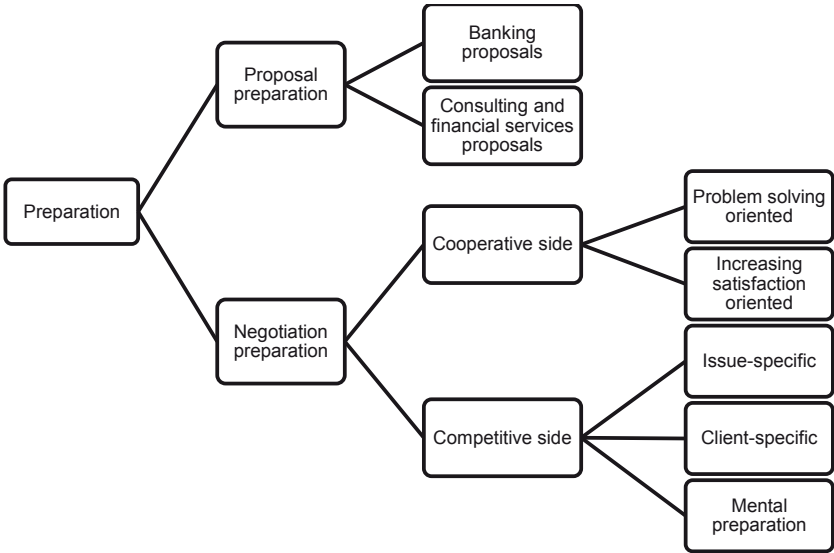 Banking
proposals
Proposal
preparation
Consulting and
financial services
proposals
Preparation
Problem solving
oriented
Cooperative side
Increasing
satisfaction
oriented
Negotiation
preparation
Issue-specific
Competitive side
Client-specific
Mental
preparation